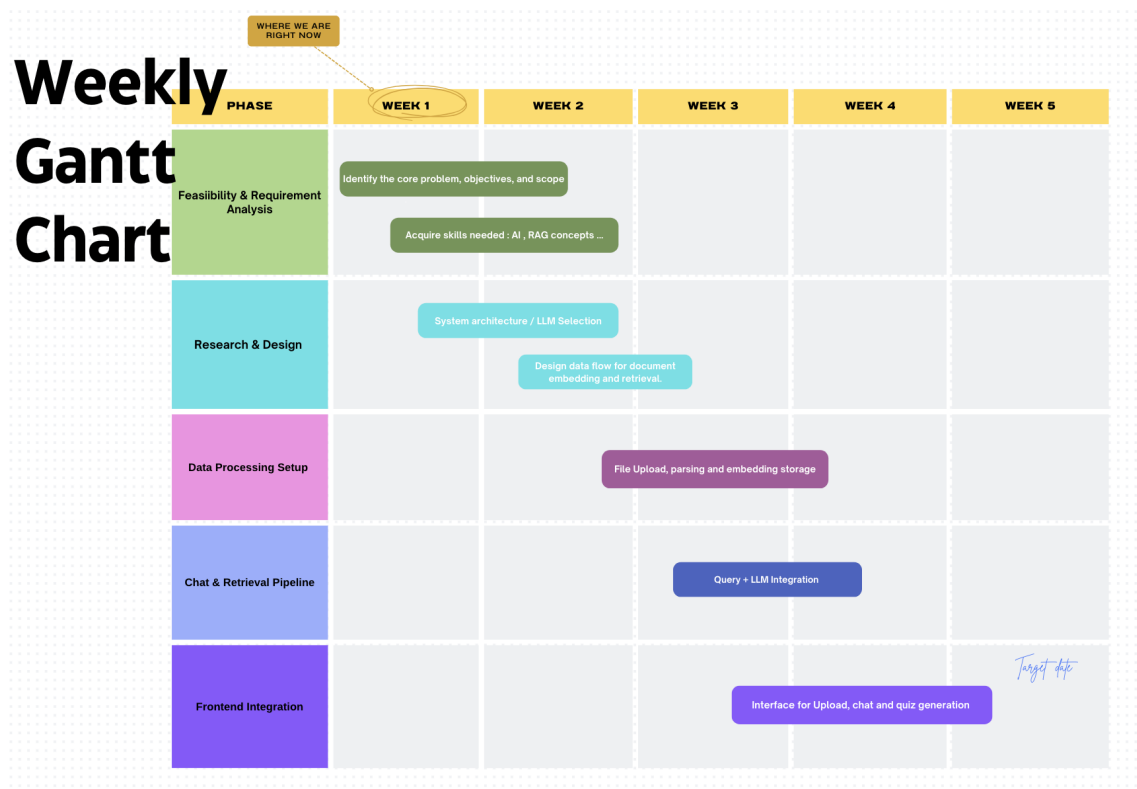 WHERE WE ARE
RIGHT NOW
Weekly
Gantt
Chart
PHASE
WEEK 1
WEEK 2
WEEK 3
WEEK 4
WEEK 5
Feasiibility & Requirement
Analysis
Identify the core problem, objectives, and scope
Acquire skills needed : AI , RAG concepts ...
Research & Design
System architecture / LLM Selection
Design data flow for document
embedding and retrieval.
Data Processing Setup
File Upload, parsing and embedding storage
Chat & Retrieval Pipeline
Query + LLM Integration
Frontend Integration
Target date
Interface for Upload, chat and quiz generation